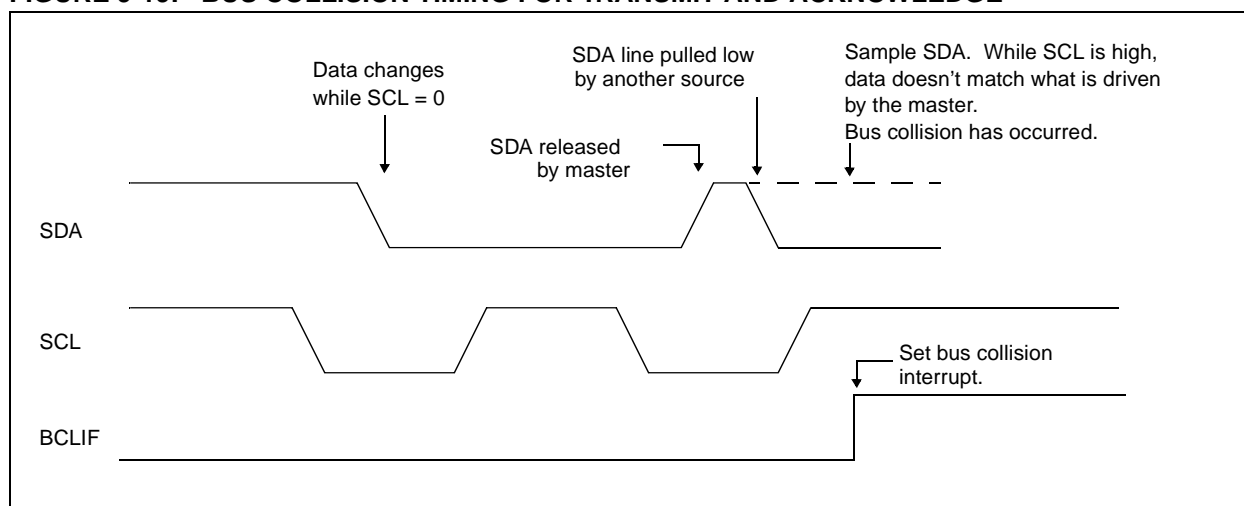 Data changes
while SCL = 0
SDA line pulled low
by another source
Sample SDA. While SCL is high,
data doesn't match what is driven
by the master.
Bus collision has occurred.
SDA released
by master
SDA
SCL
Set bus collision
interrupt.
BCLIF